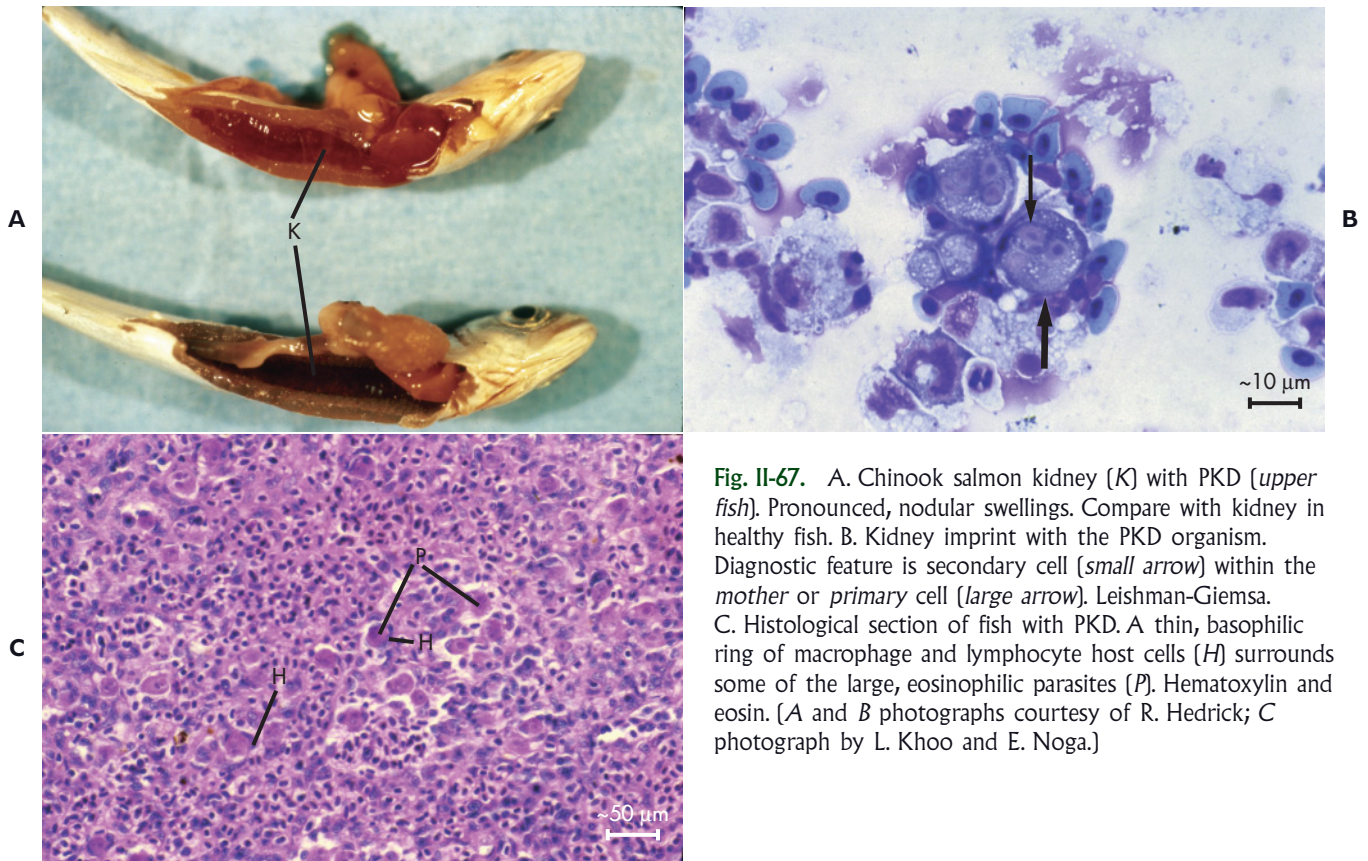 A
K
B
~10 µm
C
P
H
H
~50 µm
Fig. II-67. A. Chinook salmon kidney (K) with PKD (upper
fish). Pronounced, nodular swellings. Compare with kidney in
healthy fish. B. Kidney imprint with the PKD organism.
Diagnostic feature is secondary cell (small arrow) within the
mother or primary cell (large arrow). Leishman-Giemsa.
C. Histological section of fish with PKD. A thin, basophilic
ring of macrophage and lymphocyte host cells (H) surrounds
some of the large, eosinophilic parasites (P). Hematoxylin and
eosin. (A and B photographs courtesy of R. Hedrick; C
photograph by L. Khoo and E. Noga.)